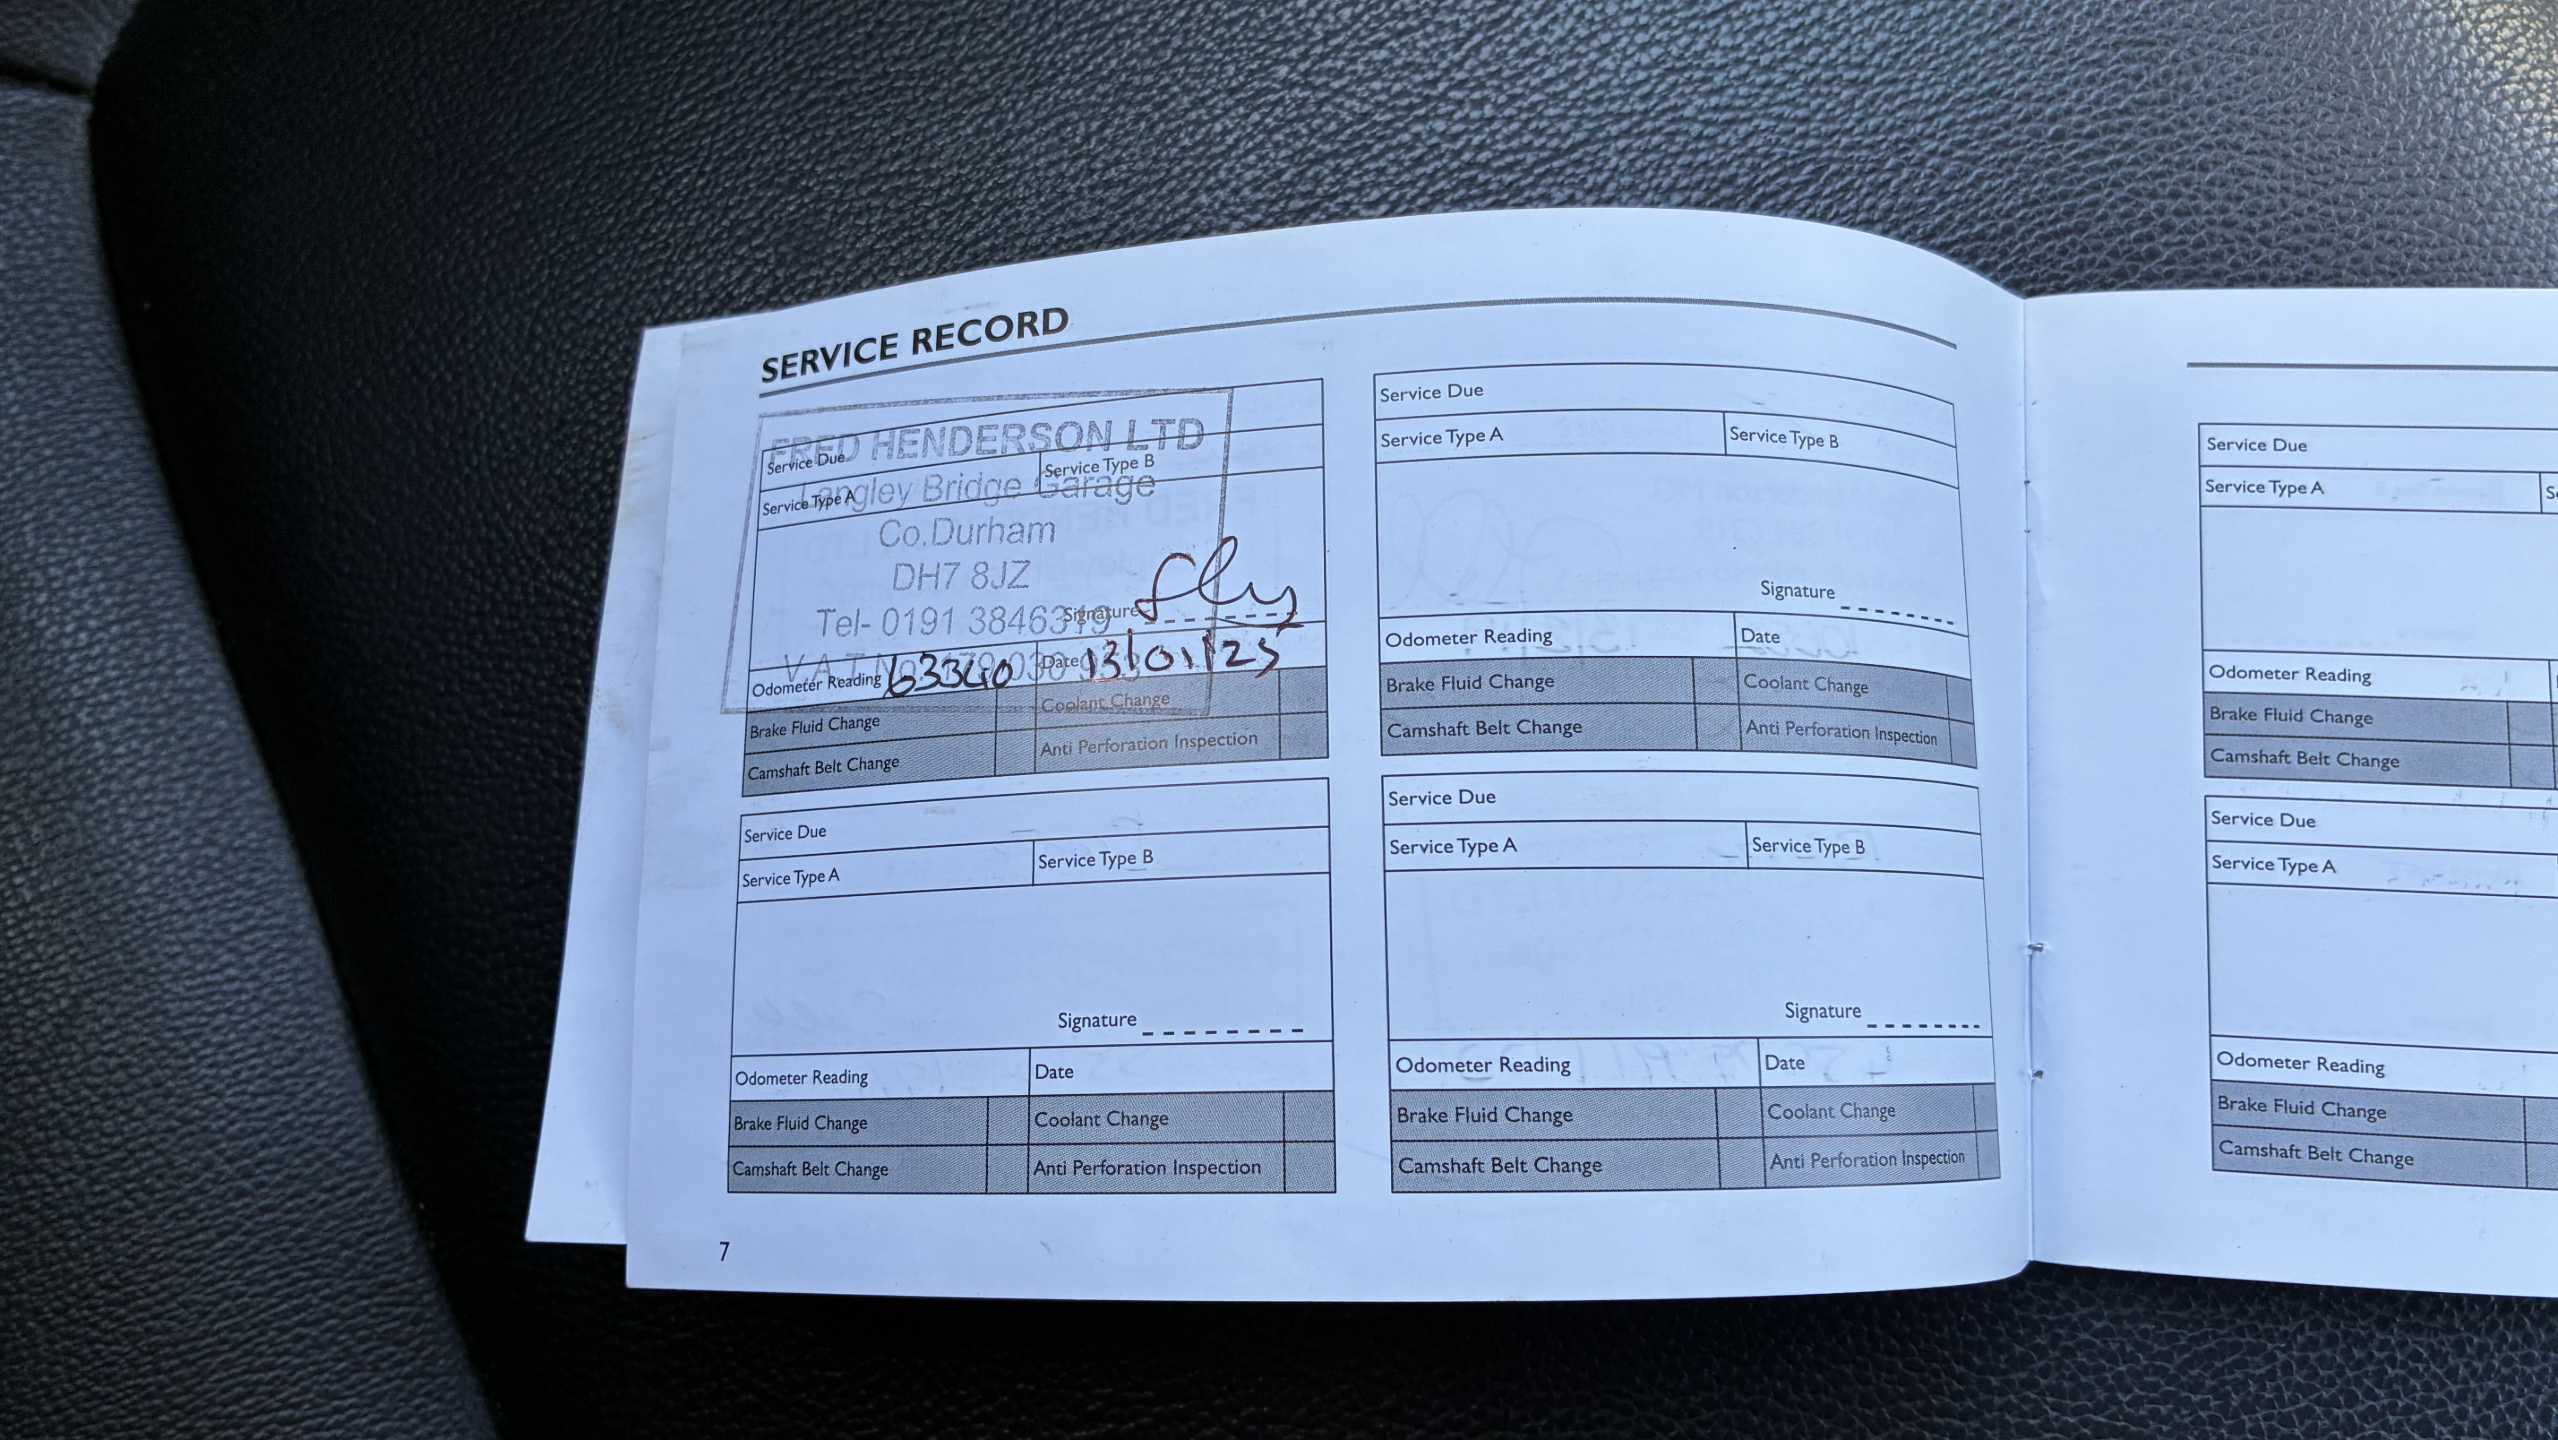 SERVICE RECORD
FRED HENDERSON LTD
Service Due
Service Type A
Service Type B
Langley Bridge Garage
Co.Durham
DH7 8JZ
Tel- 0191 3846319
Signature
V.A.T No
Odometer Reading 63340
Date 13/01/25
Brake Fluid Change
Coolant Change
Camshaft Belt Change
Anti Perforation Inspection
Service Due
Service Type A
Service Type B
Signature
Odometer Reading
Date
Brake Fluid Change
Coolant Change
Camshaft Belt Change
Anti Perforation Inspection
7
Service Due
Service Type A
Service Type B
Signature
Odometer Reading
Date
Brake Fluid Change
Coolant Change
Camshaft Belt Change
Anti Perforation Inspection
Service Due
Service Type A
Service Type B
Signature
Odometer Reading
Date
Brake Fluid Change
Coolant Change
Camshaft Belt Change
Anti Perforation Inspection
Service Due
Service Type A
Odometer Reading
Brake Fluid Change
Camshaft Belt Change
Service Due
Service Type A
Odometer Reading
Brake Fluid Change
Camshaft Belt Change